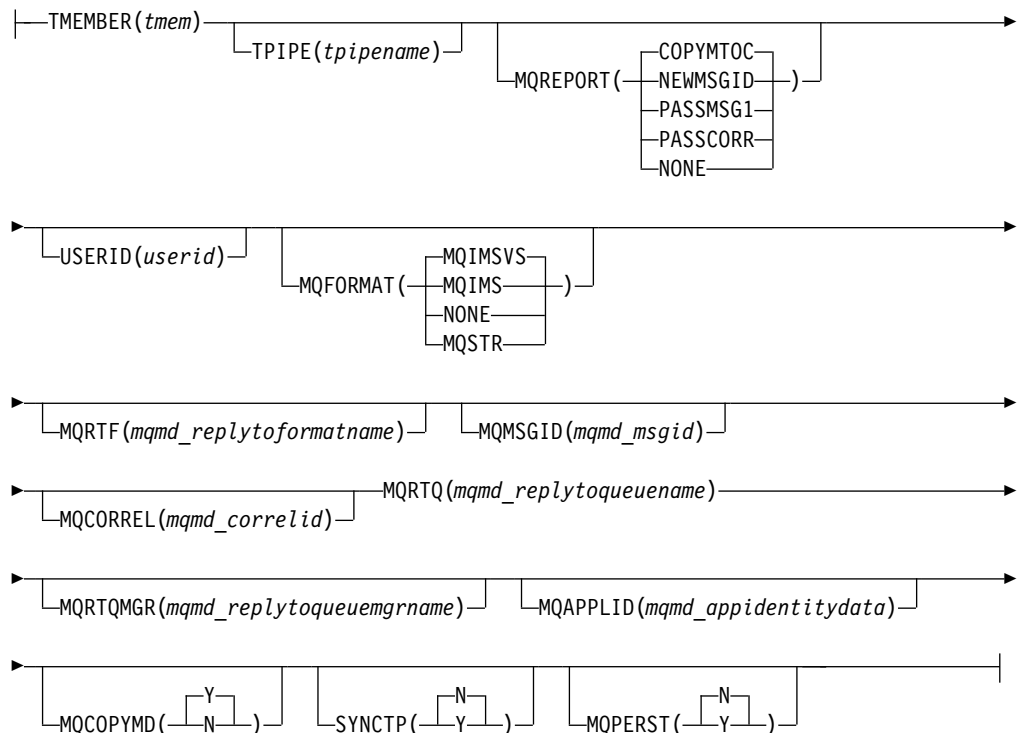 TMEMBER(tmem)
TPIPE(tpipename)
MQREPORT(
COPYMTOC
NEWMSGID
)
PASSMSG1
PASSCORR
NONE
USERID(userid)
MQFORMAT(
MQIMSVS
MQIMS
)
NONE
MQSTR
MQRTF(mqmd_replytoformatname)
MQMSGID(mqmd_msgid)
MQCORREL(mqmd_correlid)
MQRTQ(mqmd_replytoqueuename)
MQRTQMGR(mqmd_replytoqueuemgrname)
MQAPPLID(mqmd_appidentitydata)
MQCOPYMD(
Y
N
)
SYNCTP(
N
Y
)
MQPERST(
N
Y
)